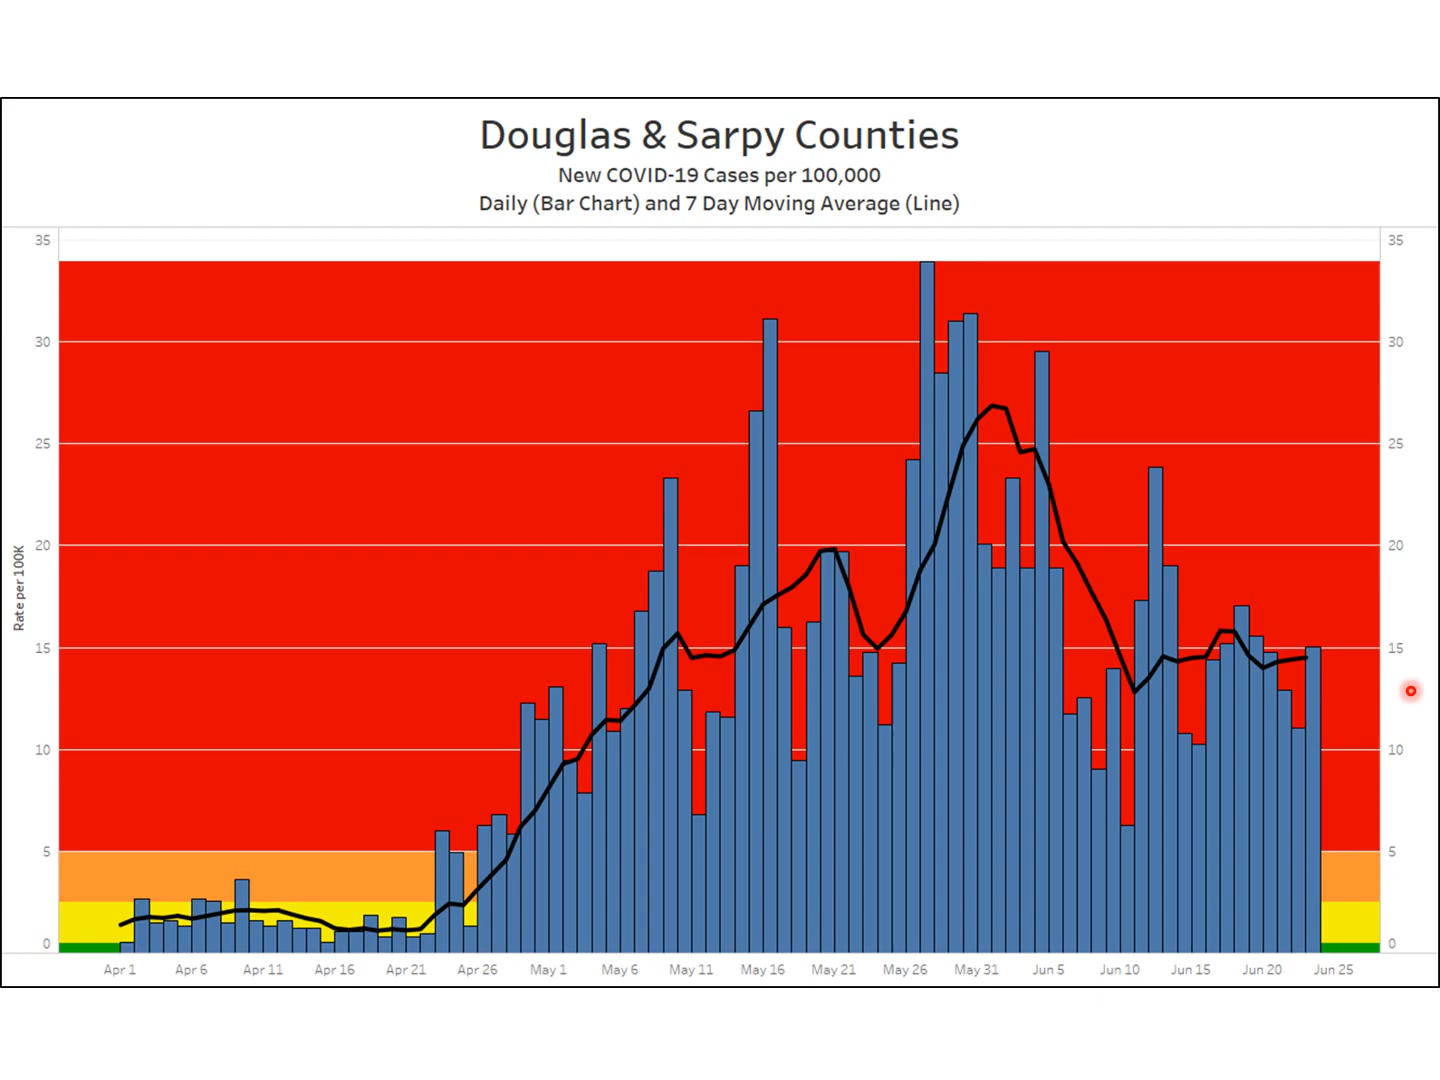 Douglas & Sarpy Counties
New COVID-19 Cases per 100,000
Daily (Bar Chart) and 7 Day Moving Average (Line)
35 35
30 30
25 25
20 20
15 15
10 10
5 5
0 0
Rate per 100K
Apr 1 Apr 6 Apr 11 Apr 16 Apr 21 Apr 26 May 1 May 6 May 11 May 16 May 21 May 26 May 31 Jun 5 Jun 10 Jun 15 Jun 20 Jun 25